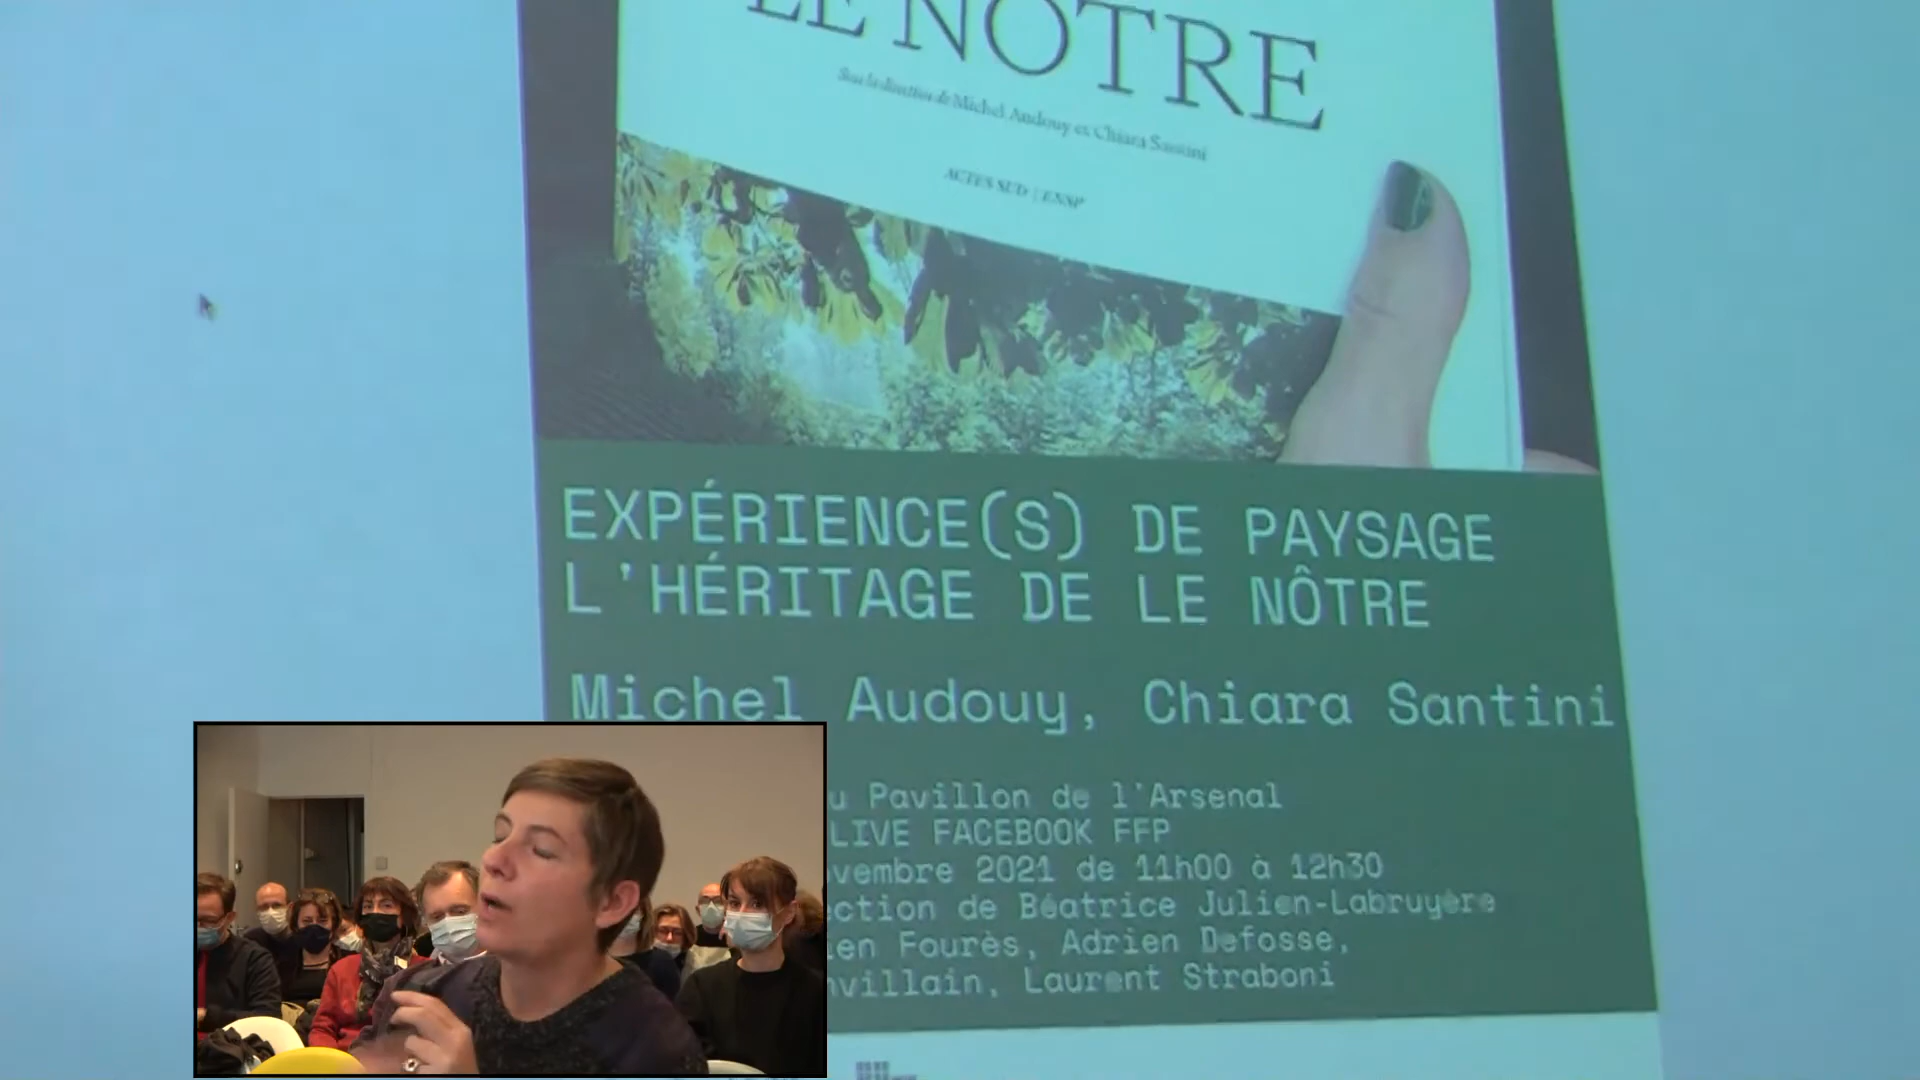 LE NÔTRE
Sous la direction de Michel Audouy et Chiara Santini
ACTES SUD | ENSP
EXPÉRIENCE(S) DE PAYSAGE
L'HÉRITAGE DE LE NÔTRE
Michel Audouy, Chiara Santini
u Pavillon de l'Arsenal
LIVE FACEBOOK FFP
vembre 2021 de 11h00 à 12h30
ction de Béatrice Julien-Labruyère
ien Fourès, Adrien Defosse,
nvillain, Laurent Straboni